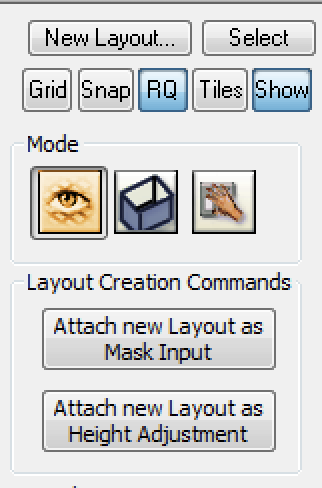 New Layout... Select
Grid Snap RQ Tiles Show
Mode
Layout Creation Commands
Attach new Layout as
Mask Input
Attach new Layout as
Height Adjustment